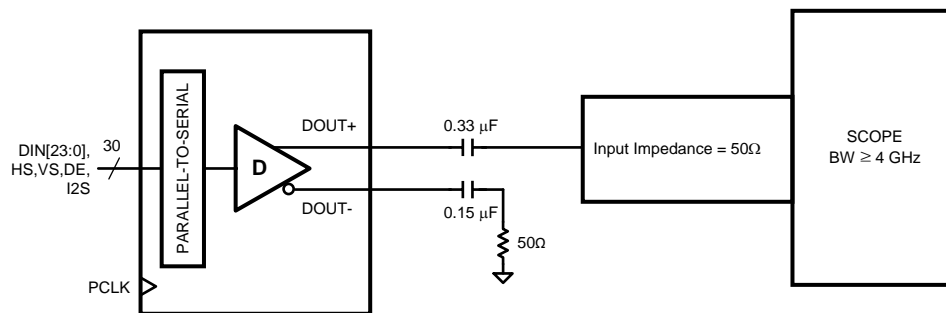 DIN[23:0],
HS,VS,DE,
I2S
30
PARALLEL-TO-SERIAL
D
PCLK
DOUT+
DOUT-
0.33 μF
0.15 μF
50Ω
Input Impedance = 50Ω
SCOPE
BW ≥ 4 GHz